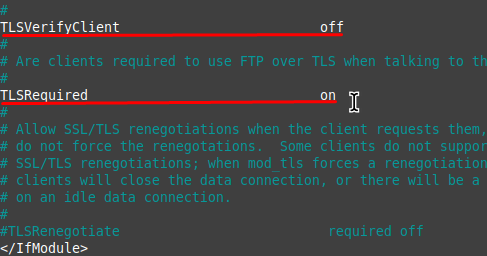 #
TLSVerifyClient off
#
# Are clients required to use FTP over TLS when talking to th
#
TLSRequired on
#
# Allow SSL/TLS renegotiations when the client requests them,
# do not force the renegotations. Some clients do not suppor
# SSL/TLS renegotiations; when mod_tls forces a renegotiation
# clients will close the data connection, or there will be a
# on an idle data connection.
#
#TLSRenegotiate required off
</IfModule>